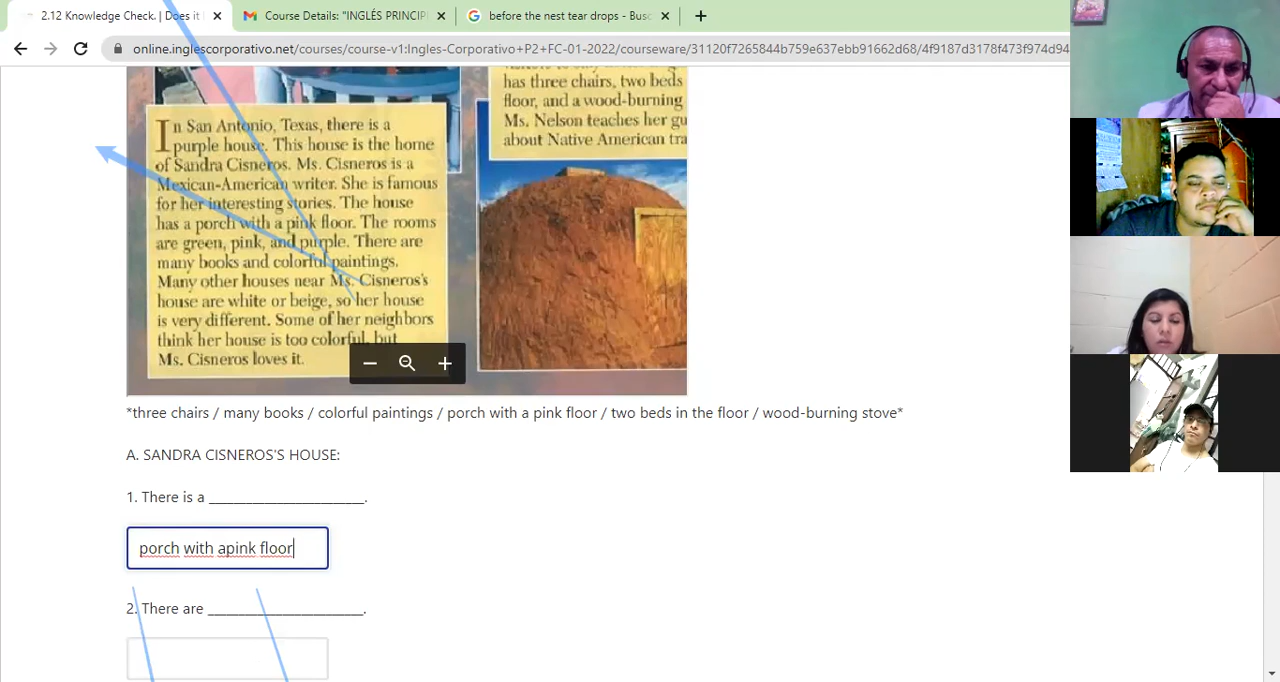 2.12 Knowledge Check. | Does it
Course Details: "INGLÉS PRINCIPI
before the nest tear drops - Bus
online.inglescorporativo.net/courses/course-v1:Ingles-Corporativo+P2+FC-01-2022/courseware/31120f7265844b759e637ebb91662d68/4f9187d3178f473f974d94
has three chairs, two beds
floor, and a wood-burning
Ms. Nelson teaches her gu
about Native American tra
In San Antonio, Texas, there is a
purple house. This house is the home
of Sandra Cisneros. Ms. Cisneros is a
Mexican-American writer. She is famous
for her interesting stories. The house
has a porch with a pink floor. The rooms
are green, pink, and purple. There are
many books and colorful paintings.
Many other houses near Ms. Cisneros's
house are white or beige, so her house
is very different. Some of her neighbors
think her house is too colorful, but
Ms. Cisneros loves it.
*three chairs / many books / colorful paintings / porch with a pink floor / two beds in the floor / wood-burning stove*
A. SANDRA CISNEROS'S HOUSE:
1. There is a ______________________.
porch with apink floor
2. There are ______________________.